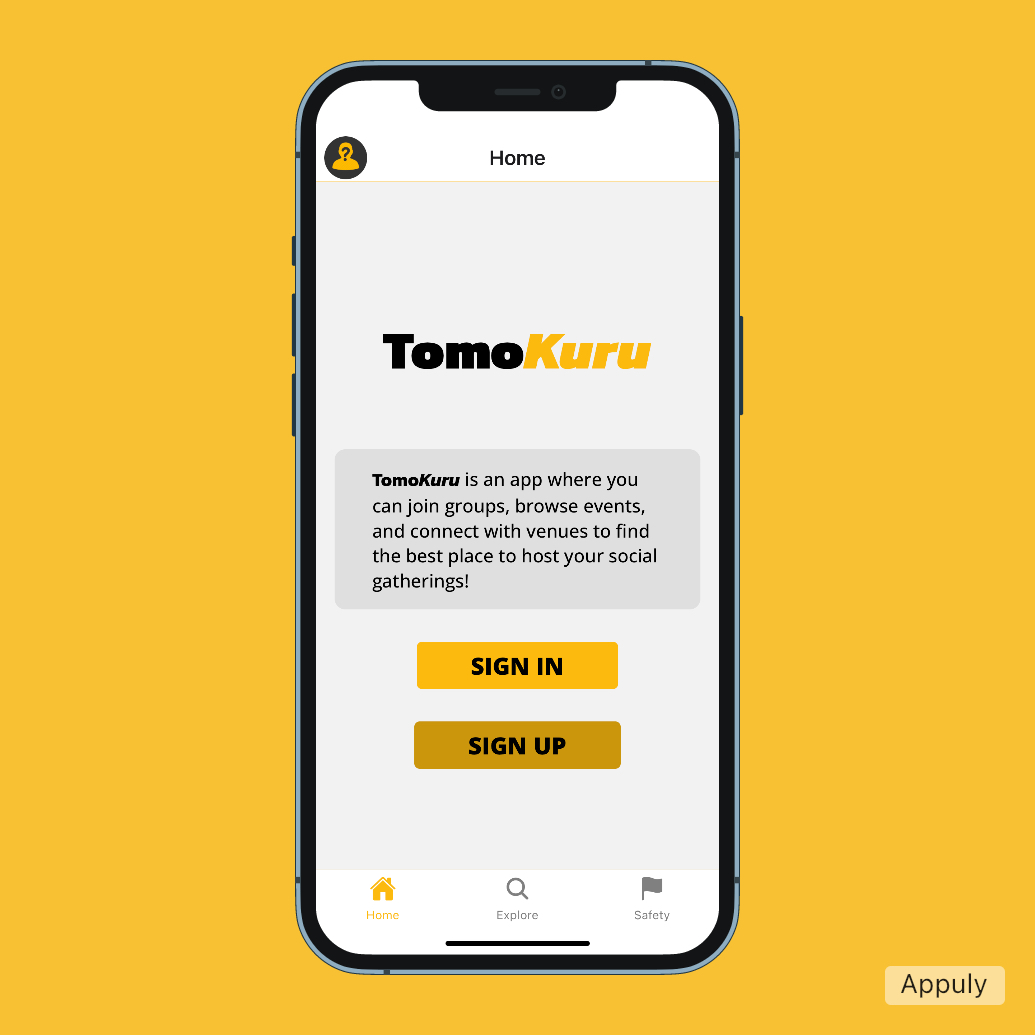 Home
TomoKuru
TomoKuru is an app where you
can join groups, browse events,
and connect with venues to find
the best place to host your social
gatherings!
SIGN IN
SIGN UP
Home
Explore
Safety
Appuly